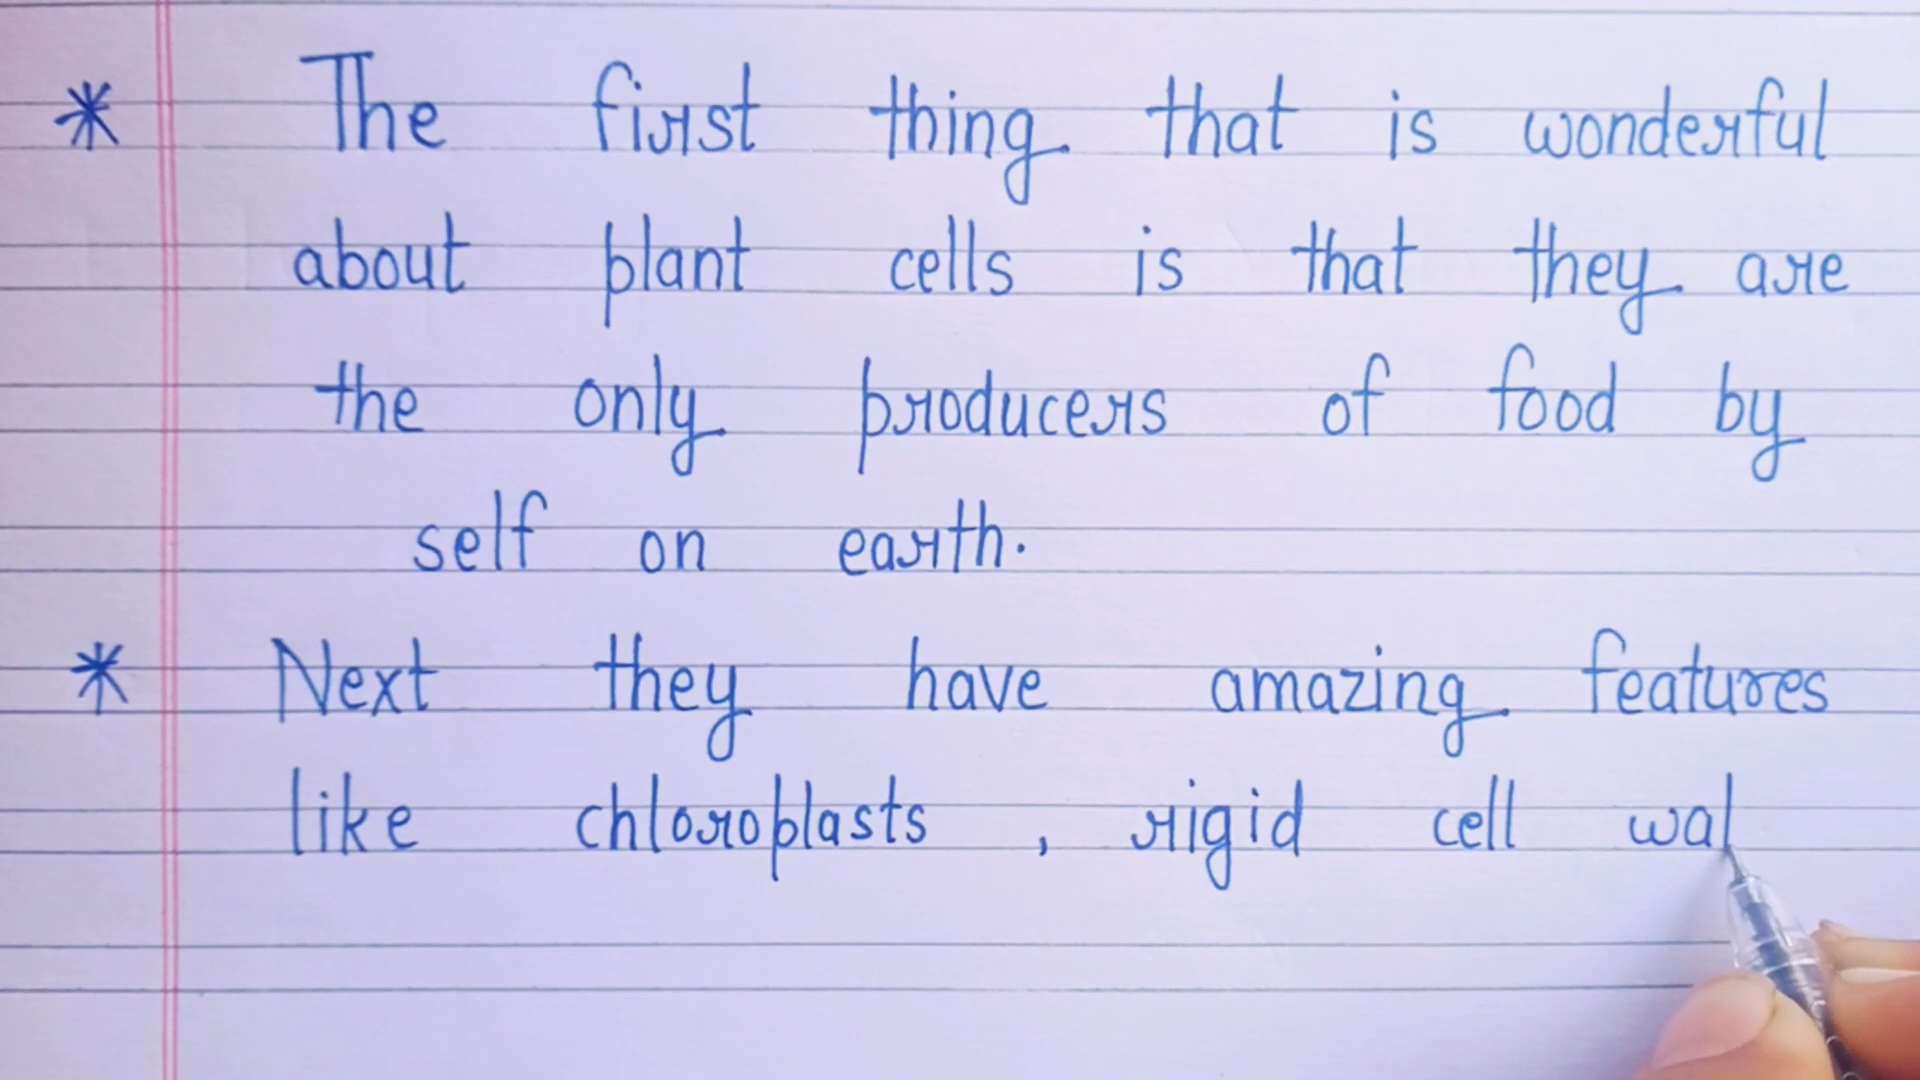 * The first thing that is wonderful
about plant cells is that they are
the only producers of food by
self on earth.
* Next they have amazing features
like chloroplasts , rigid cell wal